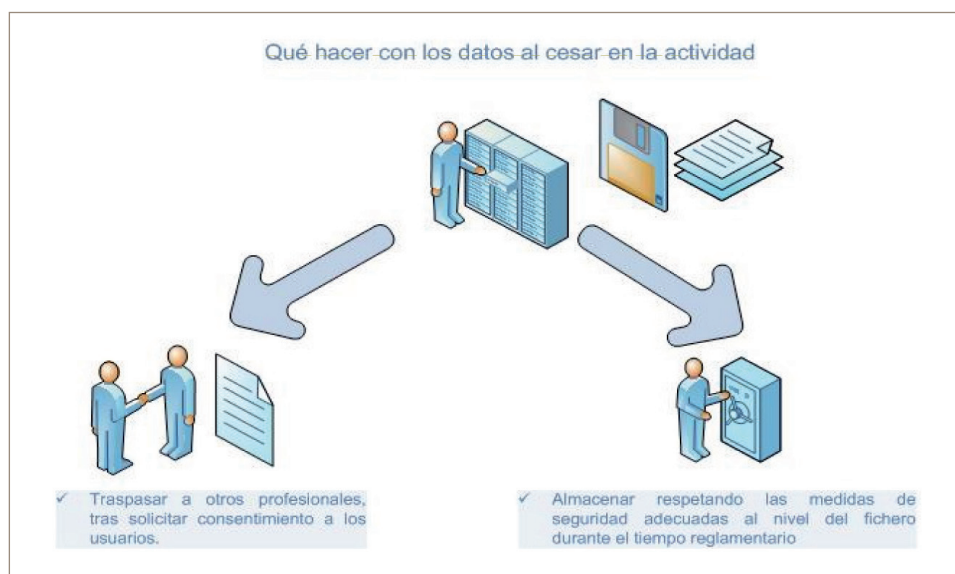 Qué hacer con los datos al cesar en la actividad
✓ Traspasar a otros profesionales,
tras solicitar consentimiento a los
usuarios.
✓ Almacenar respetando las medidas de
seguridad adecuadas al nivel del fichero
durante el tiempo reglamentario